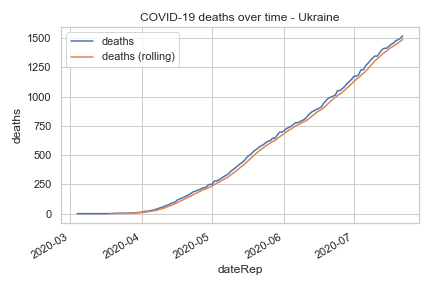 COVID-19 deaths over time - Ukraine
deaths
deaths (rolling)
1500
1250
1000
750
500
250
0
deaths
2020-03
2020-04
2020-05
2020-06
2020-07
dateRep